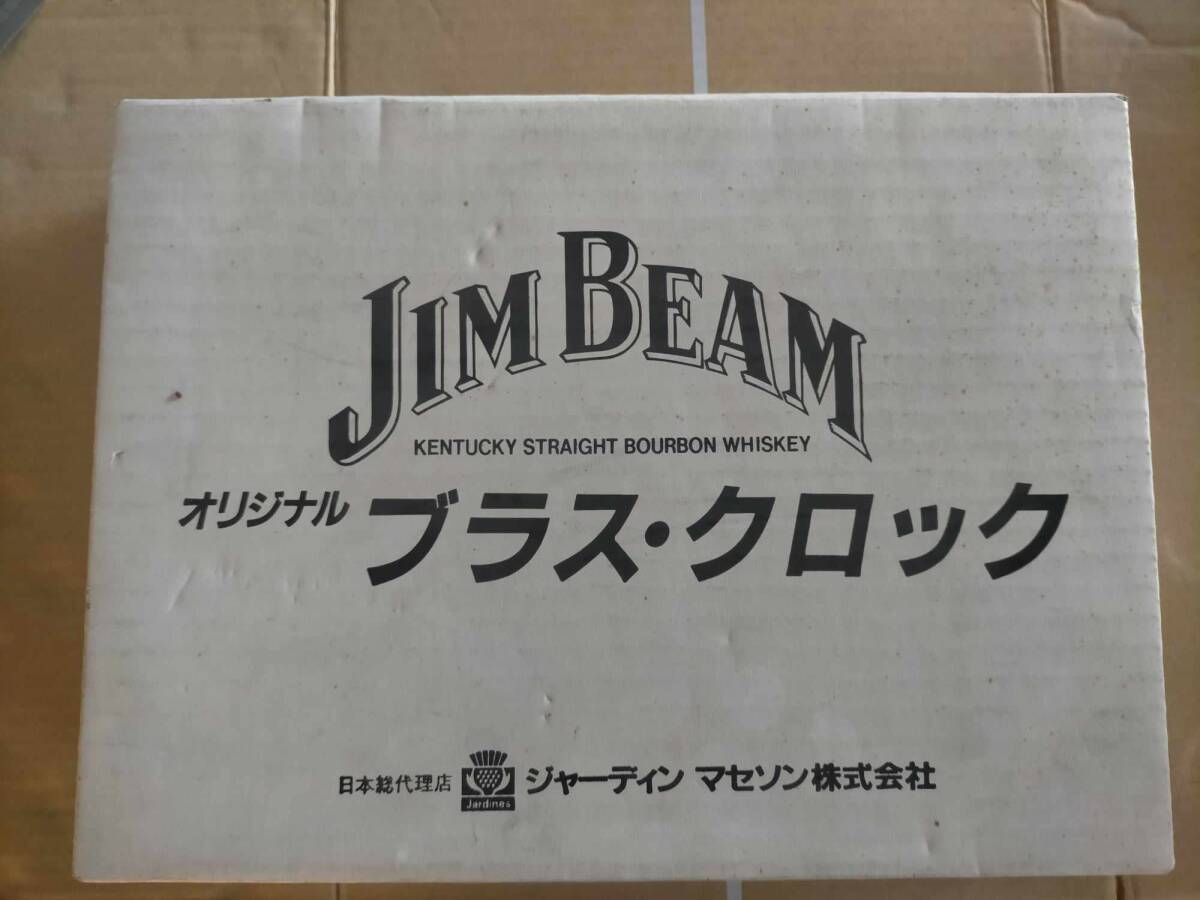 JIM BEAM
KENTUCKY STRAIGHT BOURBON WHISKEY
オリジナル ブラス・クロック
日本総代理店 Jardines ジャーディン マセソン株式会社